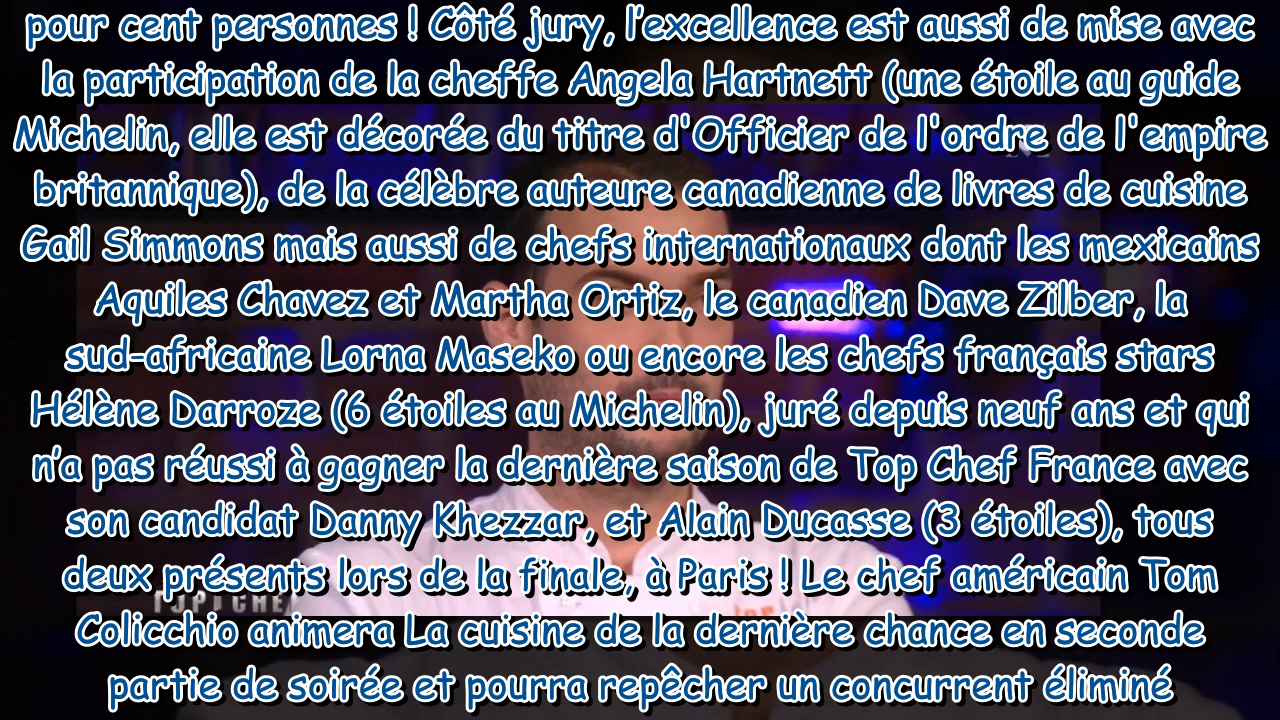 pour cent personnes ! Côté jury, l’excellence est aussi de mise avec
la participation de la cheffe Angela Hartnett (une étoile au guide
Michelin, elle est décorée du titre d'Officier de l'ordre de l'empire
britannique), de la célèbre auteure canadienne de livres de cuisine
Gail Simmons mais aussi de chefs internationaux dont les mexicains
Aquiles Chavez et Martha Ortiz, le canadien Dave Zilber, la
sud-africaine Lorna Maseko ou encore les chefs français stars
Hélène Darroze (6 étoiles au Michelin), juré depuis neuf ans et qui
n’a pas réussi à gagner la dernière saison de Top Chef France avec
son candidat Danny Khezzar, et Alain Ducasse (3 étoiles), tous
deux présents lors de la finale, à Paris ! Le chef américain Tom
TOP CHE
Colicchio animera La cuisine de la dernière chance en seconde
partie de soirée et pourra repêcher un concurrent éliminé